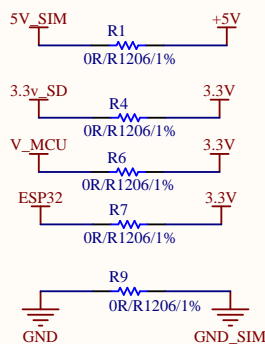 5V_SIM R1 +5V
0R/R1206/1%
3.3v_SD R4 3.3V
0R/R1206/1%
V_MCU R6 3.3V
0R/R1206/1%
ESP32 R7 3.3V
0R/R1206/1%
R9
0R/R1206/1%
GND GND_SIM